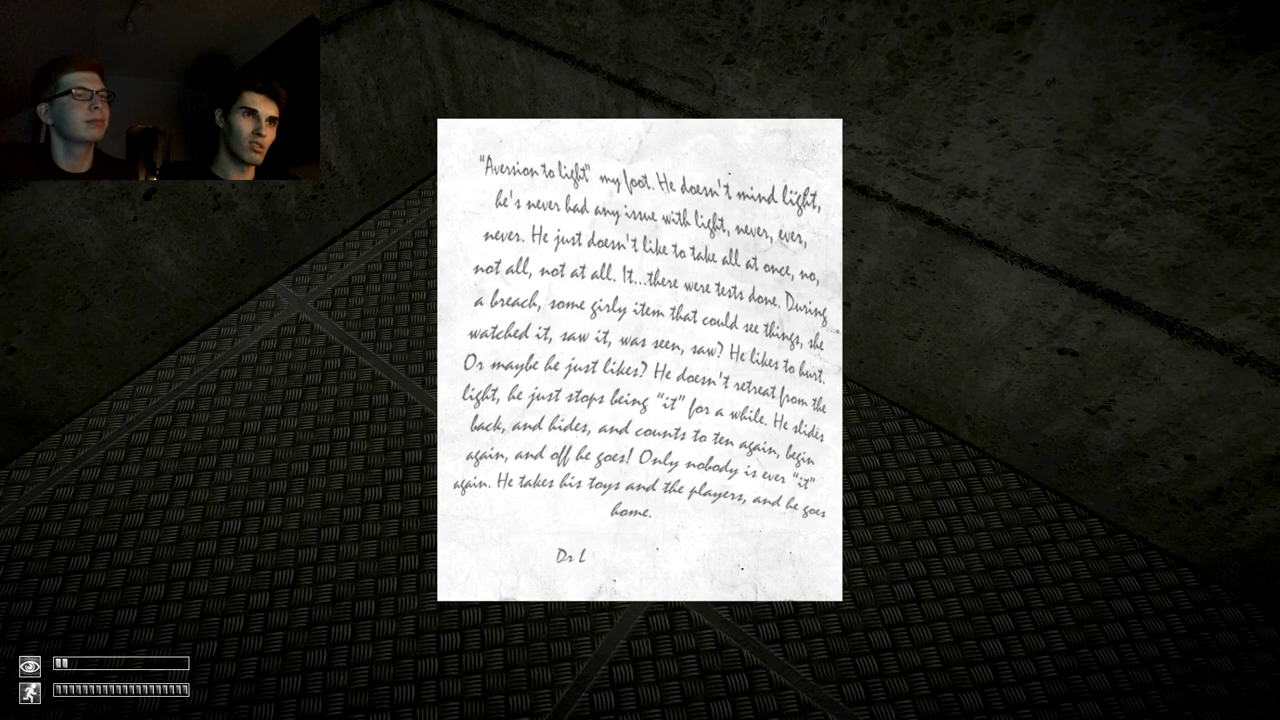 "Aversion to light" my foot. He doesn't mind light,
he's never had any issue with light, never, ever,
never. He just doesn't like to take all at once, no,
not all, not at all. It...there were tests done. During
a breach, some girly item that could see things, she
watched it, saw it, was seen, saw? He likes to hurt.
Or maybe he just likes? He doesn't retreat from the
light, he just stops being "it" for a while. He slides
back, and hides, and counts to ten again, begin
again, and off he goes! Only nobody is ever "it"
again. He takes his toys and the players, and he goes
home.
Dr L